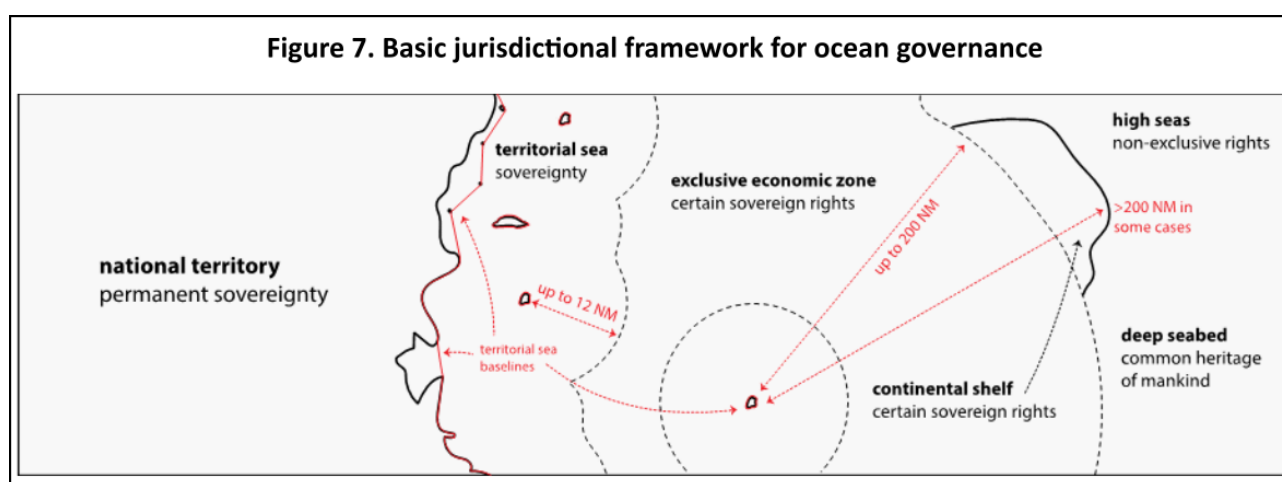 Figure 7. Basic jurisdictional framework for ocean governance
national territory
permanent sovereignty
territorial sea
sovereignty
up to 12 NM
territorial sea
baselines
exclusive economic zone
certain sovereign rights
up to 200 NM
continental shelf
certain sovereign rights
high seas
non-exclusive rights
>200 NM in
some cases
deep seabed
common heritage
of mankind